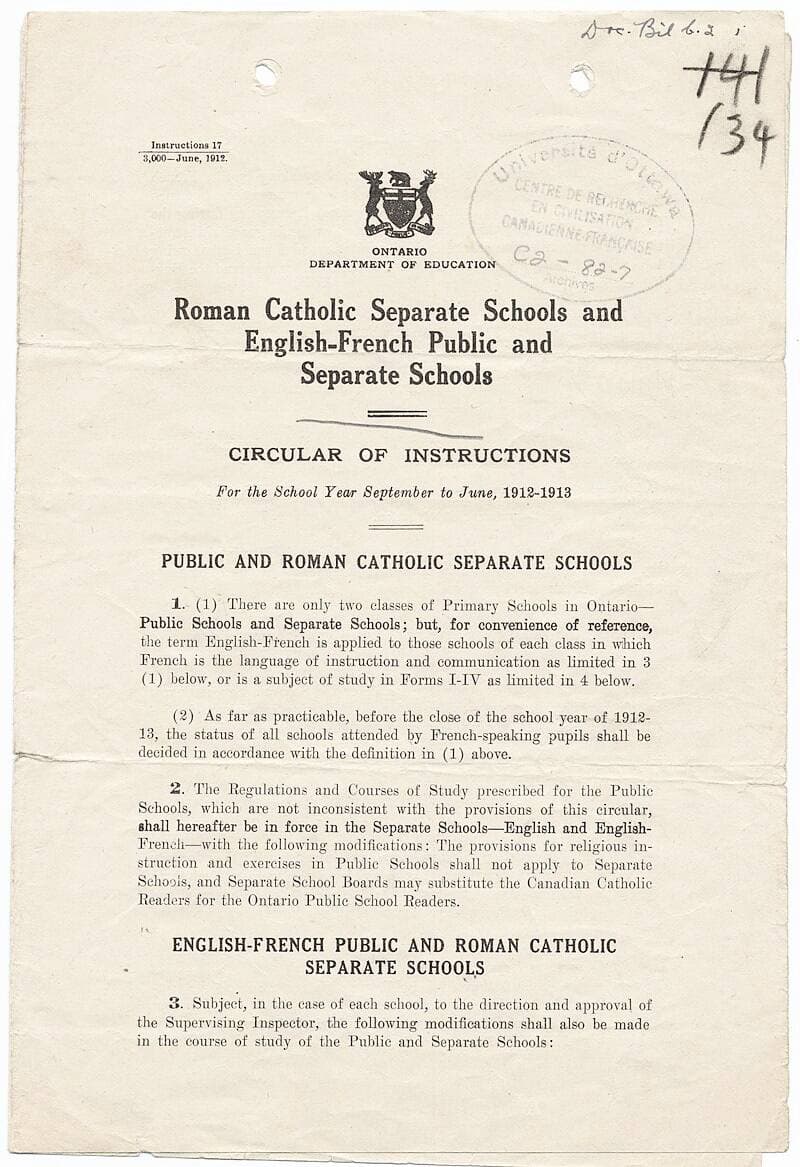 Doc. Bil b.2 i
141
134
Instructions 17
3,000—June, 1912.
Université d'Ottawa
CENTRE DE RECHERCHE
EN CIVILISATION
CANADIENNE-FRANÇAISE
C2 - 82-7
Archives
ONTARIO
DEPARTMENT OF EDUCATION
Roman Catholic Separate Schools and
English-French Public and
Separate Schools
CIRCULAR OF INSTRUCTIONS
For the School Year September to June, 1912-1913
PUBLIC AND ROMAN CATHOLIC SEPARATE SCHOOLS
1. (1) There are only two classes of Primary Schools in Ontario—
Public Schools and Separate Schools; but, for convenience of reference,
the term English-French is applied to those schools of each class in which
French is the language of instruction and communication as limited in 3
(1) below, or is a subject of study in Forms I-IV as limited in 4 below.
(2) As far as practicable, before the close of the school year of 1912-
13, the status of all schools attended by French-speaking pupils shall be
decided in accordance with the definition in (1) above.
2. The Regulations and Courses of Study prescribed for the Public
Schools, which are not inconsistent with the provisions of this circular,
shall hereafter be in force in the Separate Schools—English and English-
French—with the following modifications: The provisions for religious in-
struction and exercises in Public Schools shall not apply to Separate
Schools, and Separate School Boards may substitute the Canadian Catholic
Readers for the Ontario Public School Readers.
ENGLISH-FRENCH PUBLIC AND ROMAN CATHOLIC
SEPARATE SCHOOLS
3. Subject, in the case of each school, to the direction and approval of
the Supervising Inspector, the following modifications shall also be made
in the course of study of the Public and Separate Schools: